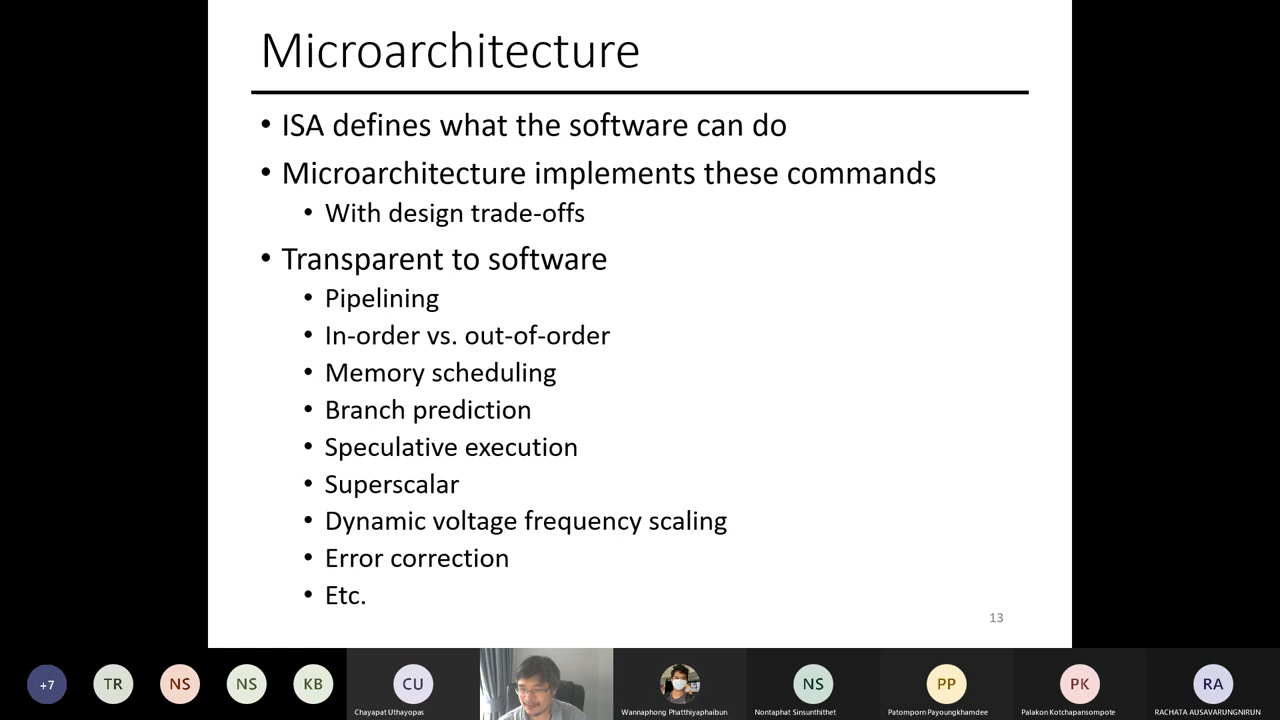 Microarchitecture
• ISA defines what the software can do
• Microarchitecture implements these commands
• With design trade-offs
• Transparent to software
• Pipelining
• In-order vs. out-of-order
• Memory scheduling
• Branch prediction
• Speculative execution
• Superscalar
• Dynamic voltage frequency scaling
• Error correction
• Etc.
13
+7
TR
NS
NS
KB
CU
NS
PP
PK
RA
Chayapat Uthayopas
Wannaphong Phatthiyaphaibun
Nontaphat Sinsunthithet
Patomporn Payoungkhamdee
Palakon Kotchapansompote
RACHATA AUSAVARUNGNIRUN